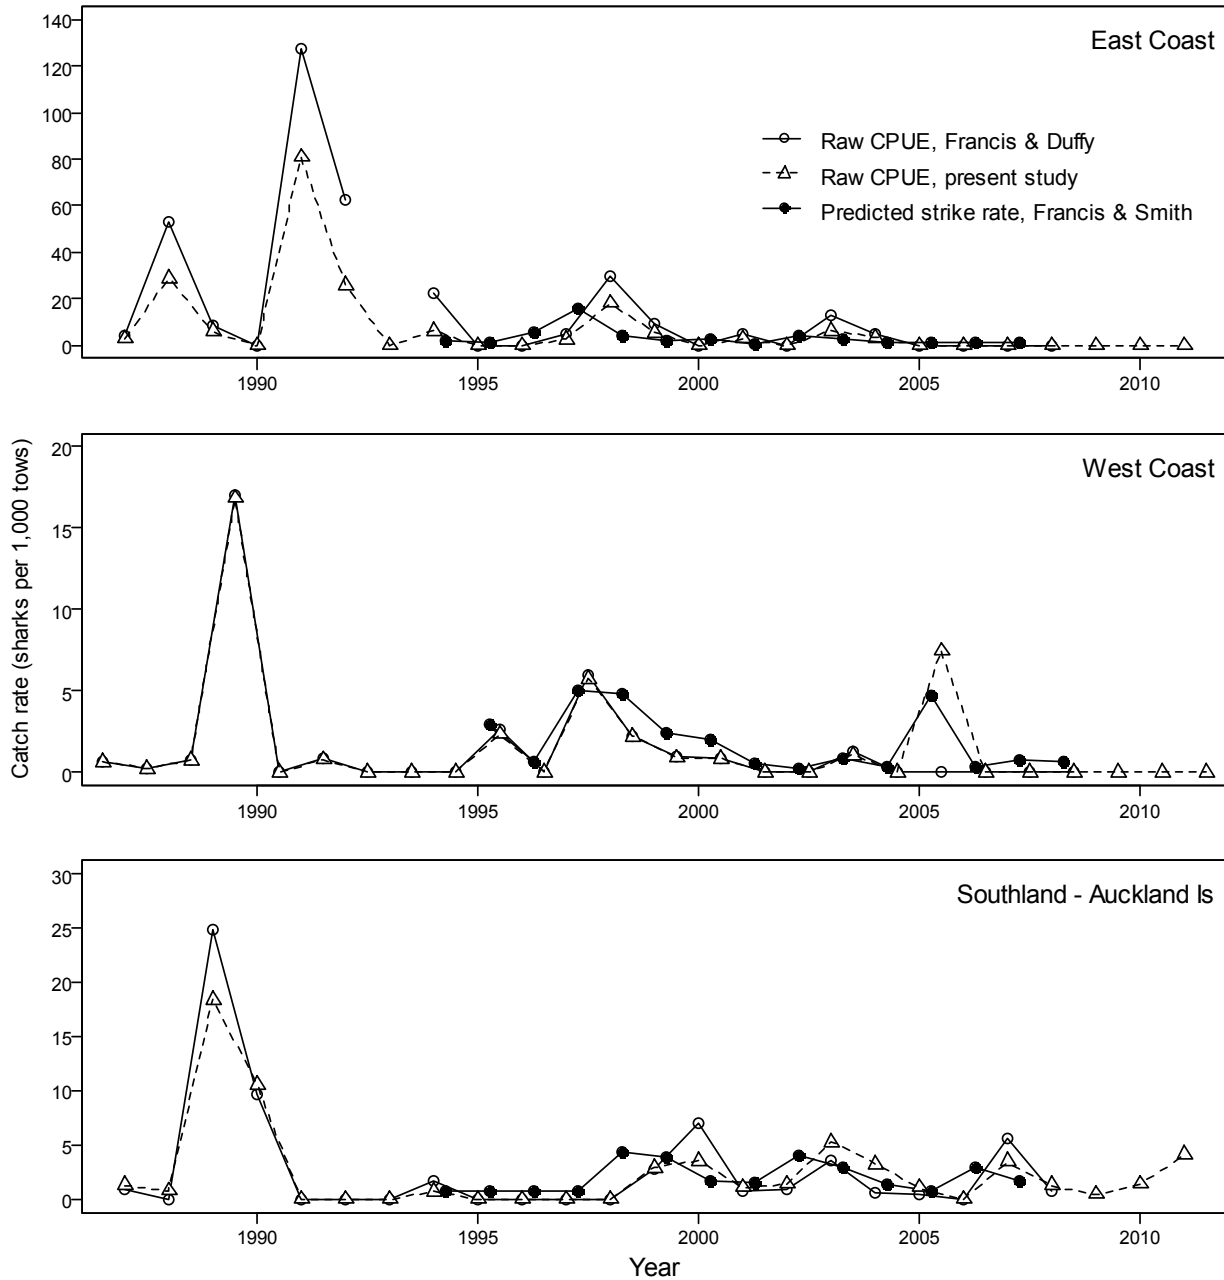 East Coast
Raw CPUE, Francis & Duffy
Raw CPUE, present study
Predicted strike rate, Francis & Smith
140
120
100
80
60
40
20
0
1990 1995 2000 2005 2010
Catch rate (sharks per 1,000 tows)
West Coast
20
15
10
5
0
1990 1995 2000 2005 2010
Southland - Auckland Is
30
25
20
15
10
5
0
1990 1995 2000 2005 2010
Year